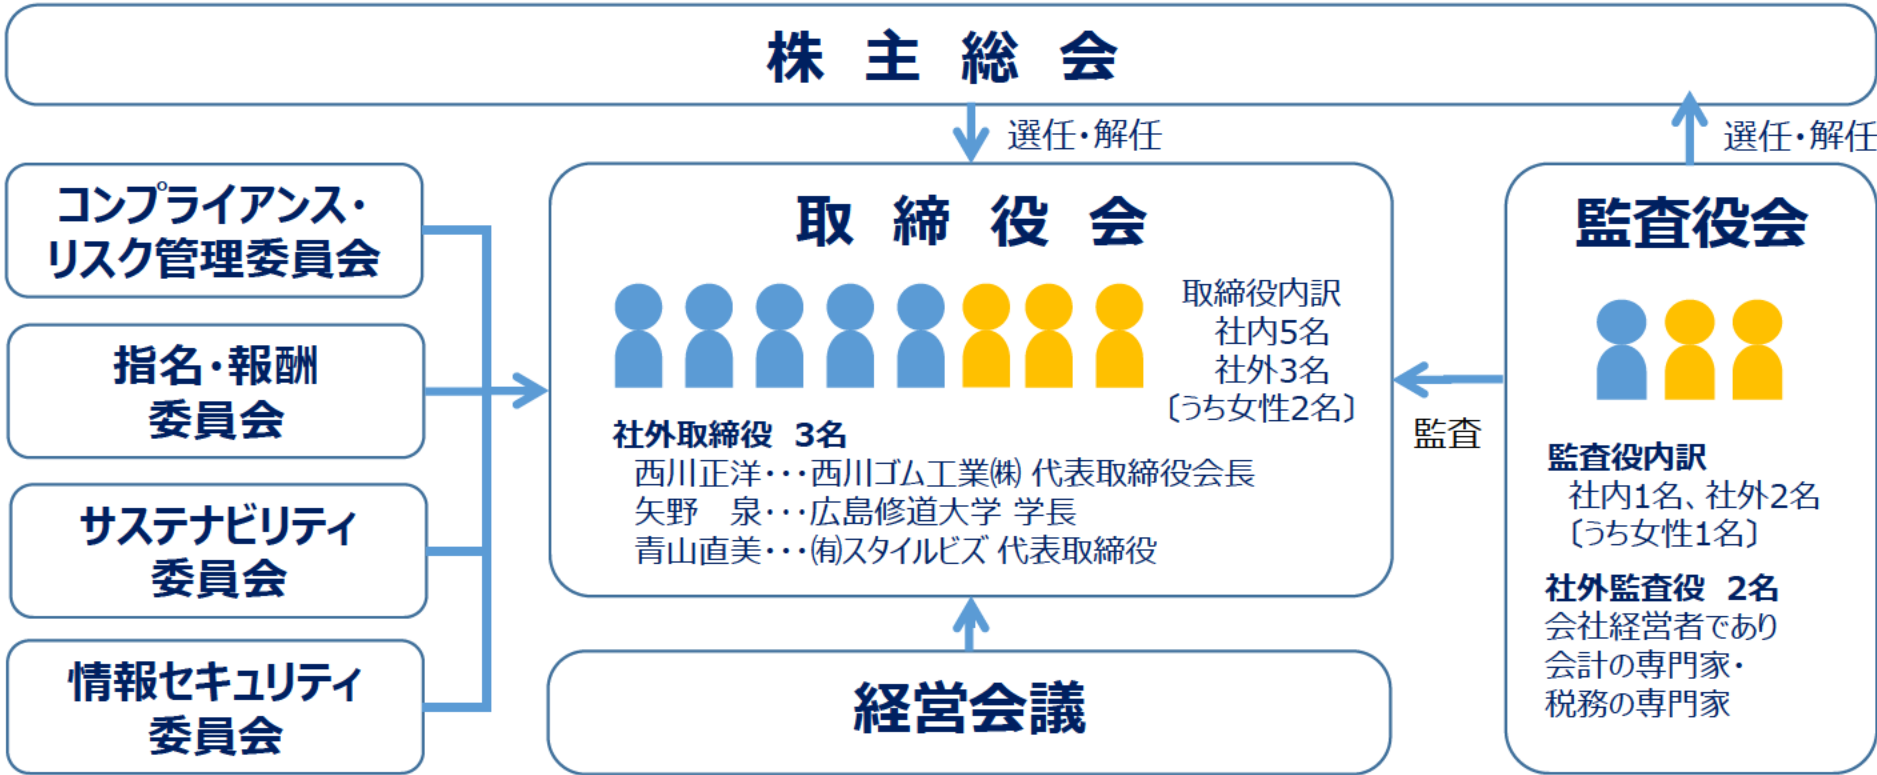 株主総会
選任・解任
選任・解任
コンプライアンス・
リスク管理委員会
指名・報酬
委員会
サステナビリティ
委員会
情報セキュリティ
委員会
取締役会
取締役内訳
社内5名
社外3名
〔うち女性2名〕
社外取締役 3名
西川正洋・・・西川ゴム工業㈱ 代表取締役会長
矢野 泉・・・広島修道大学 学長
青山直美・・・㈲スタイルビズ 代表取締役
経営会議
監査
監査役会
監査役内訳
社内1名、社外2名
〔うち女性1名〕
社外監査役 2名
会社経営者であり
会計の専門家・
税務の専門家